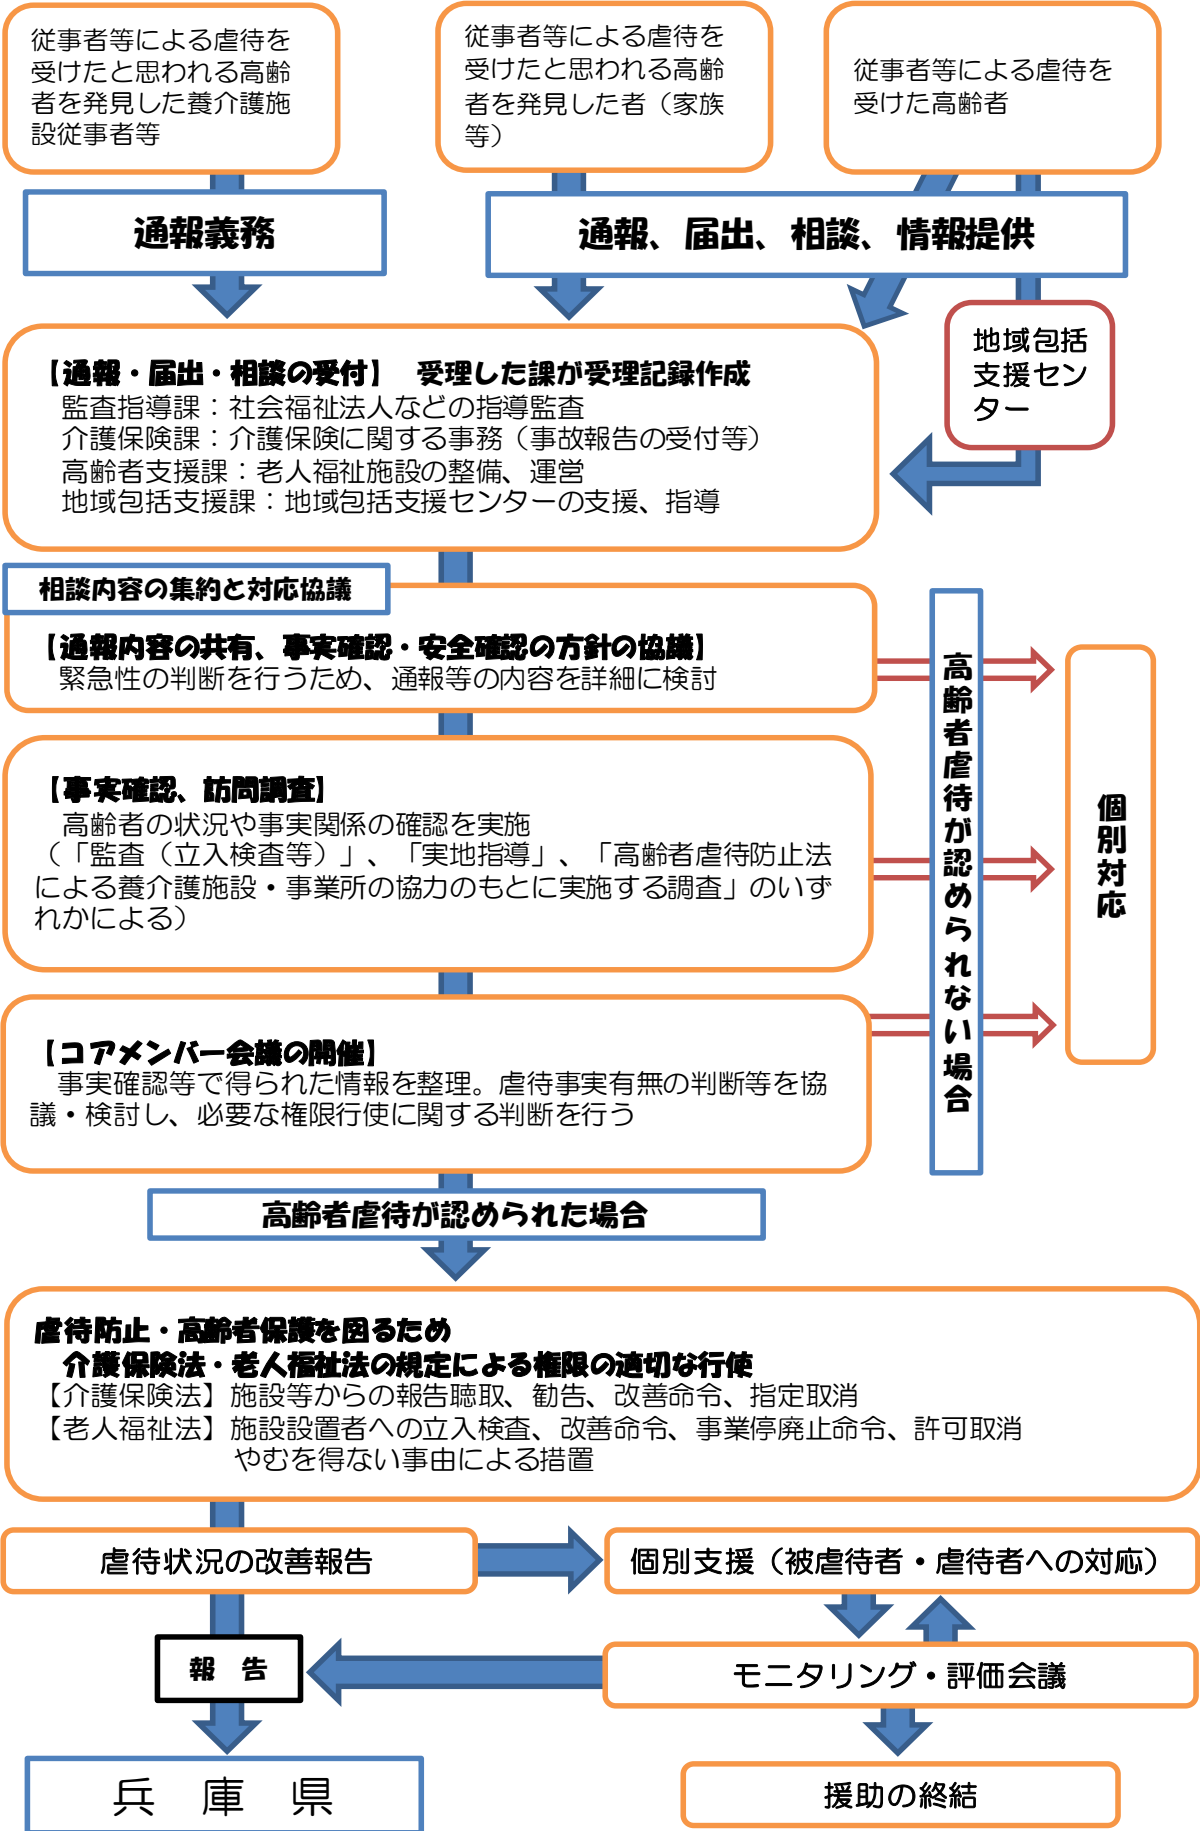 従事者等による虐待を
受けたと思われる高齢
者を発見した養介護施
設従事者等
従事者等による虐待を
受けたと思われる高齢
者を発見した者（家族
等）
従事者等による虐待を
受けた高齢者
通報義務
通報、届出、相談、情報提供
地域包括
支援セン
ター
【通報・届出・相談の受付】　受理した課が受理記録作成
監査指導課：社会福祉法人などの指導監査
介護保険課：介護保険に関する事務（事故報告の受付等）
高齢者支援課：老人福祉施設の整備、運営
地域包括支援課：地域包括支援センターの支援、指導
相談内容の集約と対応協議
【通報内容の共有、事実確認・安全確認の方針の協議】
緊急性の判断を行うため、通報等の内容を詳細に検討
【事実確認、訪問調査】
高齢者の状況や事実関係の確認を実施
（「監査（立入検査等）」、「実地指導」、「高齢者虐待防止法
による養介護施設・事業所の協力のもとに実施する調査」のいず
れかによる）
【コアメンバー会議の開催】
事実確認等で得られた情報を整理。虐待事実有無の判断等を協
議・検討し、必要な権限行使に関する判断を行う
高齢者虐待が認められない場合
個別対応
高齢者虐待が認められた場合
虐待防止・高齢者保護を図るため
介護保険法・老人福祉法の規定による権限の適切な行使
【介護保険法】施設等からの報告聴取、勧告、改善命令、指定取消
【老人福祉法】施設設置者への立入検査、改善命令、事業停廃止命令、許可取消
やむを得ない事由による措置
虐待状況の改善報告
個別支援（被虐待者・虐待者への対応）
報　告
モニタリング・評価会議
兵　庫　県
援助の終結